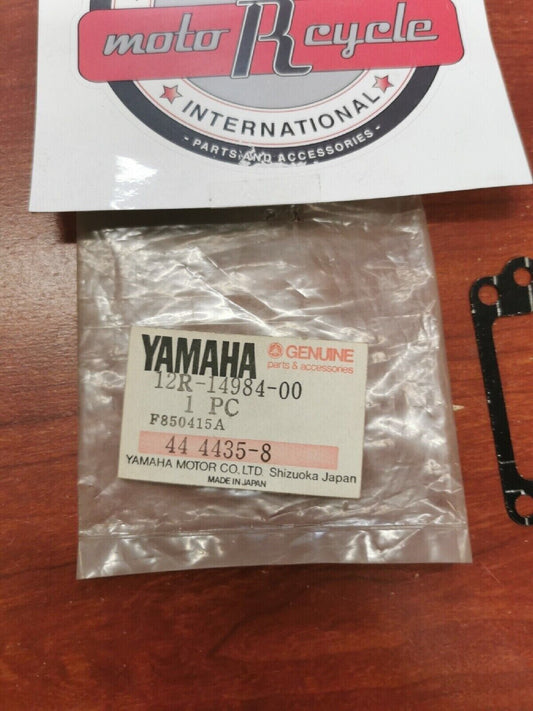 moto R cycle
INTERNATIONAL
- PARTS AND ACCESSORIES -
YAMAHA GENUINE
parts & accessories
12R-14984-00
1 PC
F850415A
44 4435-8
YAMAHA MOTOR CO.LTD. Shizuoka Japan
MADE IN JAPAN